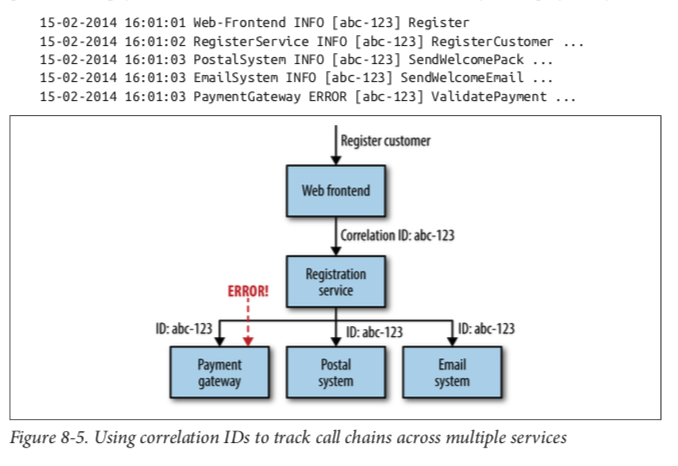 15-02-2014 16:01:01 Web-Frontend INFO [abc-123] Register
15-02-2014 16:01:02 RegisterService INFO [abc-123] RegisterCustomer ...
15-02-2014 16:01:03 PostalSystem INFO [abc-123] SendWelcomePack ...
15-02-2014 16:01:03 EmailSystem INFO [abc-123] SendWelcomeEmail ...
15-02-2014 16:01:03 PaymentGateway ERROR [abc-123] ValidatePayment ...
Register customer
Web frontend
Correlation ID: abc-123
Registration
service
ERROR!
ID: abc-123
ID: abc-123
ID: abc-123
Payment
gateway
Postal
system
Email
system
Figure 8-5. Using correlation IDs to track call chains across multiple services